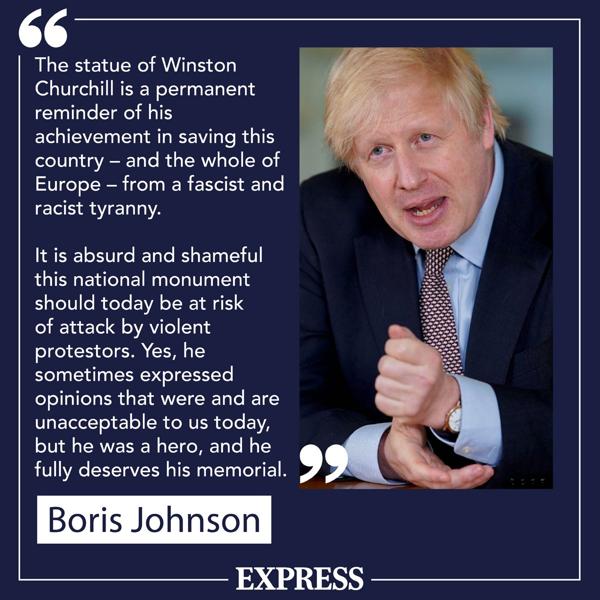 The statue of Winston
Churchill is a permanent
reminder of his
achievement in saving this
country – and the whole of
Europe – from a fascist and
racist tyranny.
It is absurd and shameful
this national monument
should today be at risk
of attack by violent
protestors. Yes, he
sometimes expressed
opinions that were and are
unacceptable to us today,
but he was a hero, and he
fully deserves his memorial.
Boris Johnson
EXPRESS